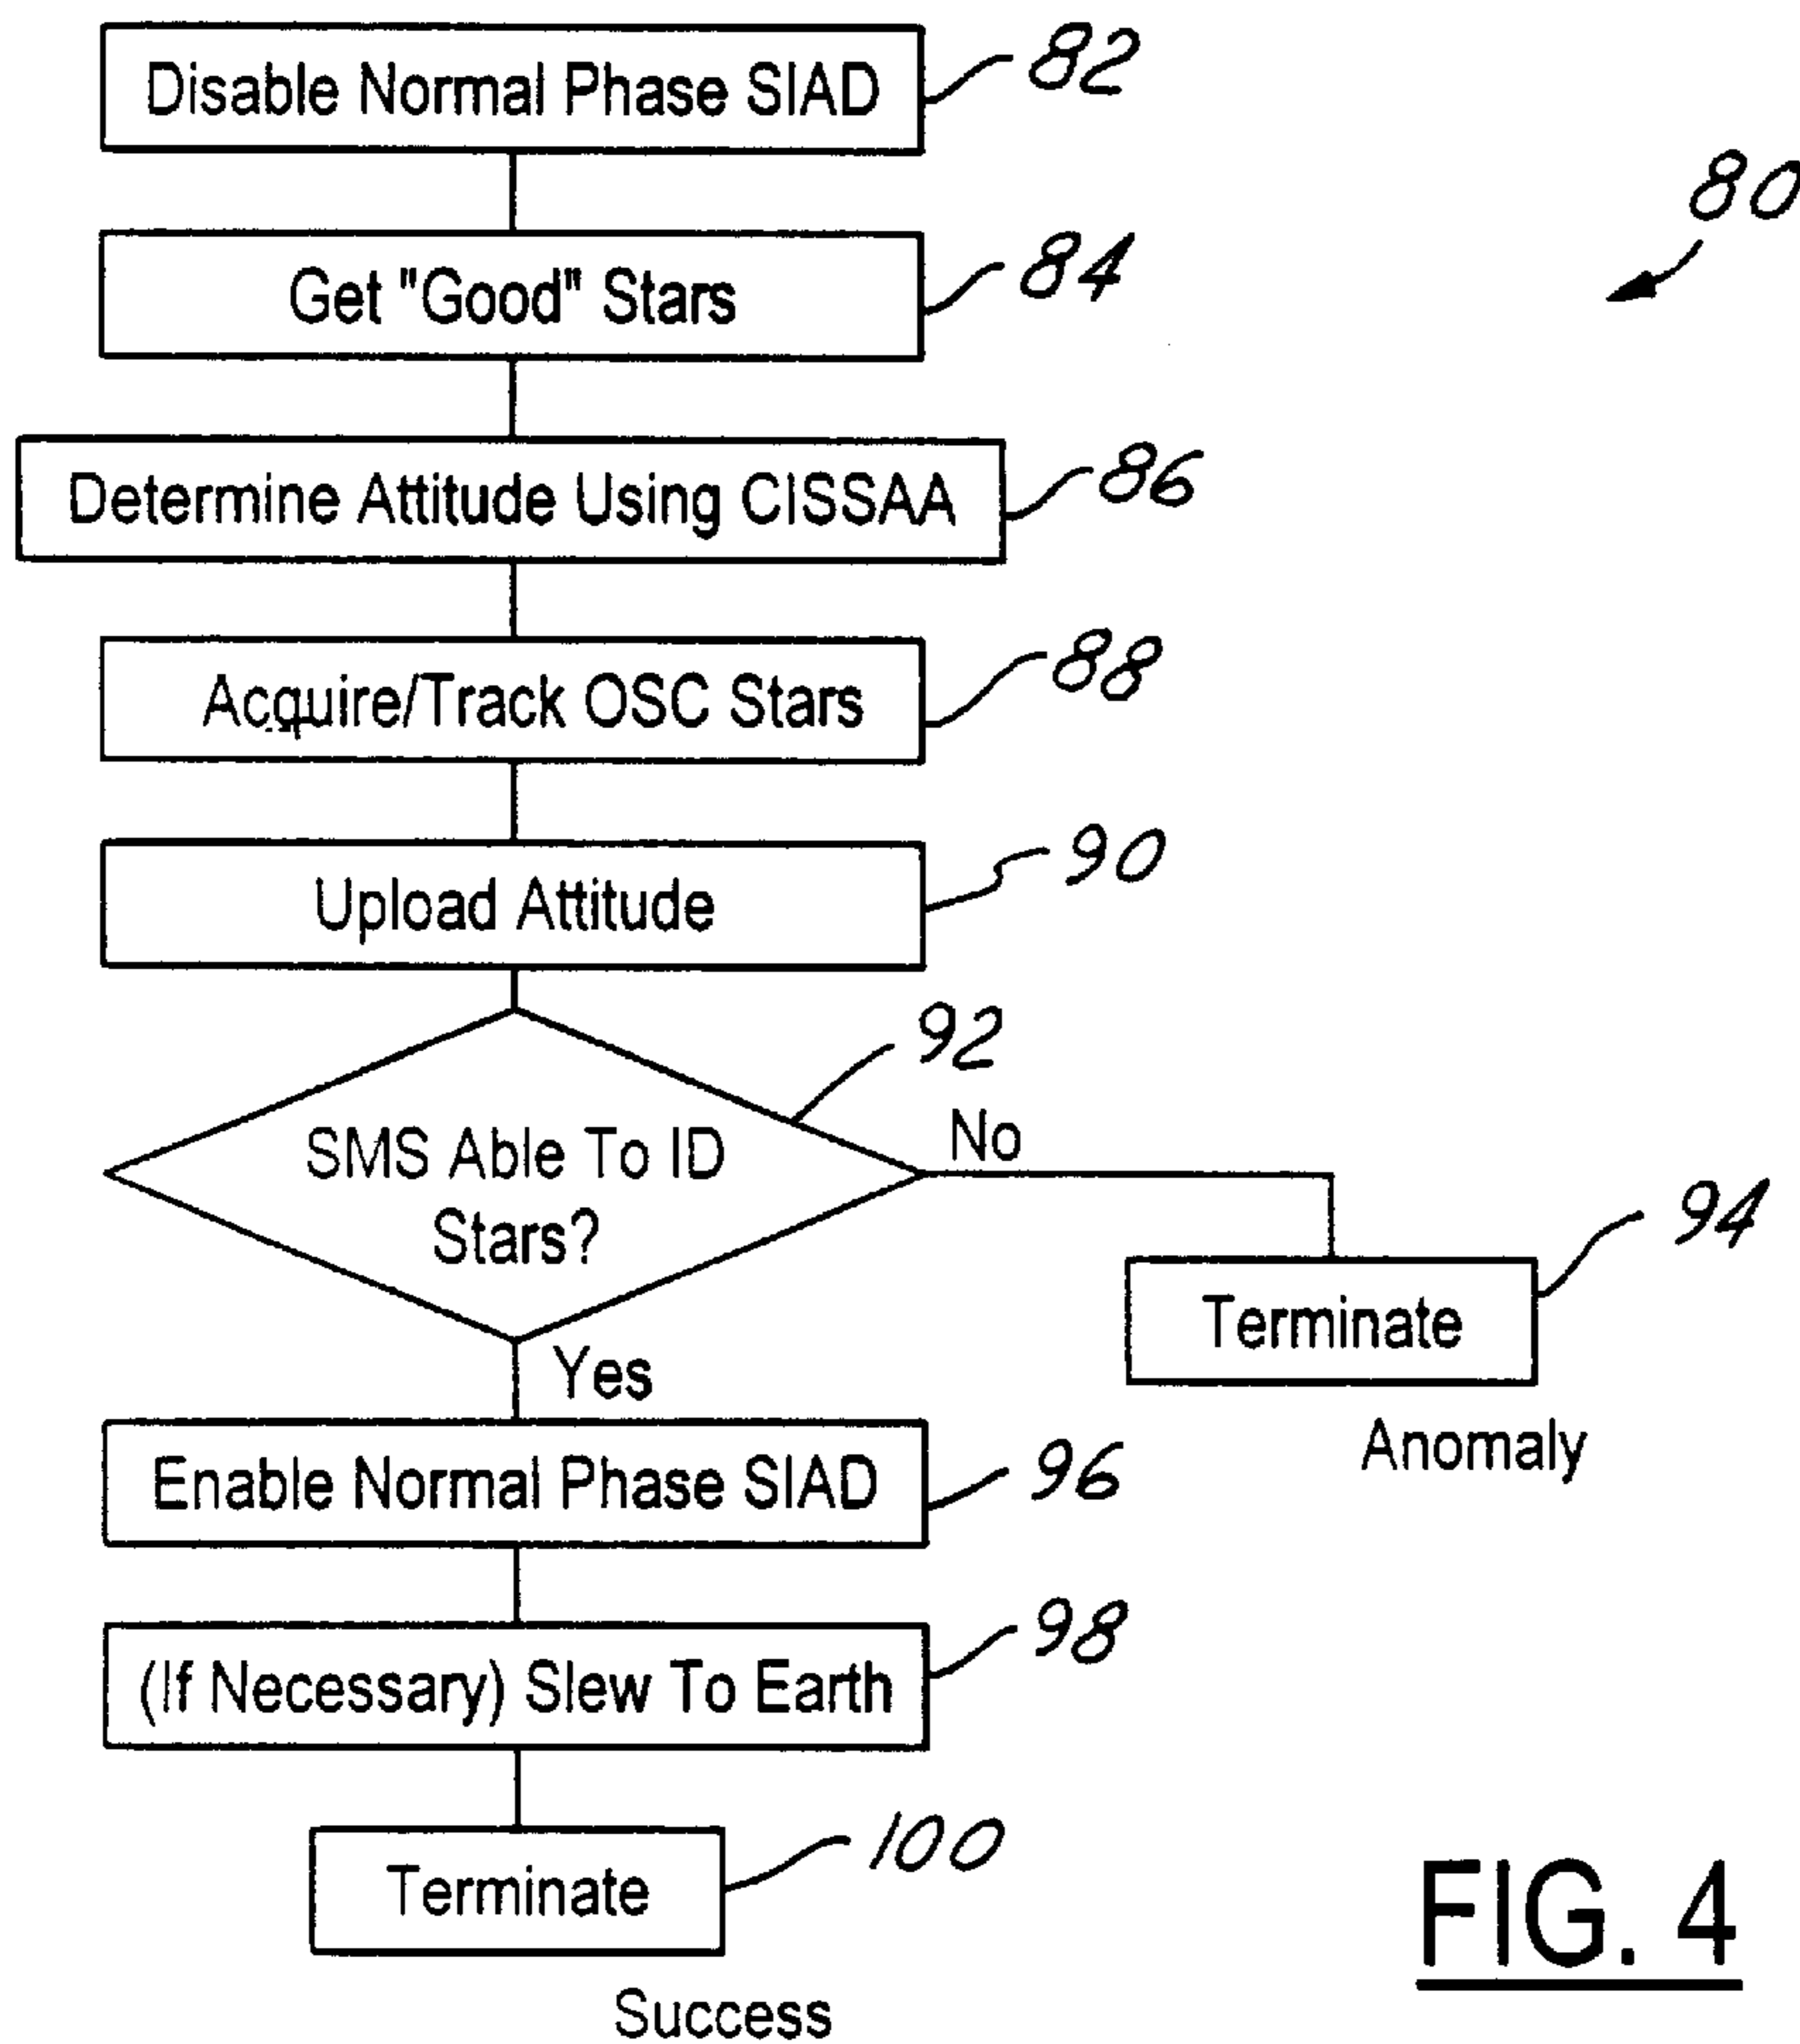 Disable Normal Phase SIAD
82
80
Get "Good" Stars
84
Determine Attitude Using CISSAA
86
Acquire/Track OSC Stars
88
Upload Attitude
90
92
SMS Able To ID
Stars?
No
94
Terminate
Anomaly
Yes
Enable Normal Phase SIAD
96
(If Necessary) Slew To Earth
98
Terminate
100
Success
FIG. 4